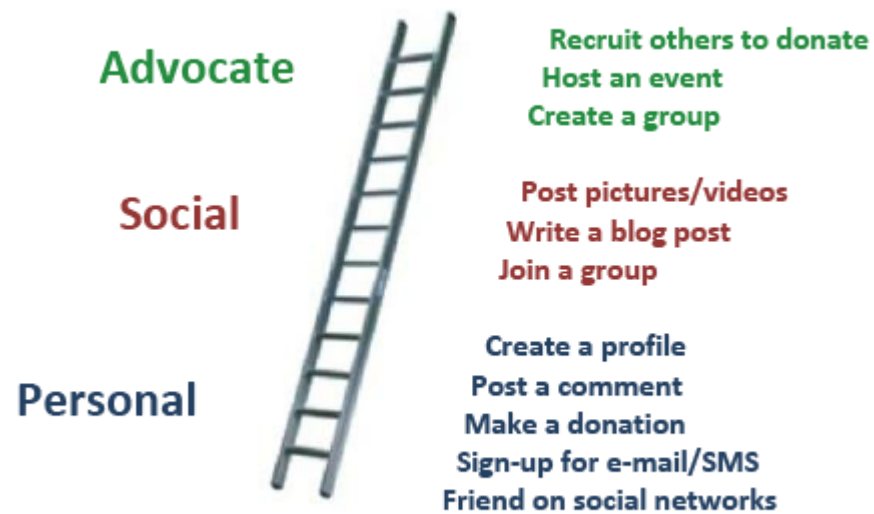 Advocate
Recruit others to donate
Host an event
Create a group
Social
Post pictures/videos
Write a blog post
Join a group
Personal
Create a profile
Post a comment
Make a donation
Sign-up for e-mail/SMS
Friend on social networks